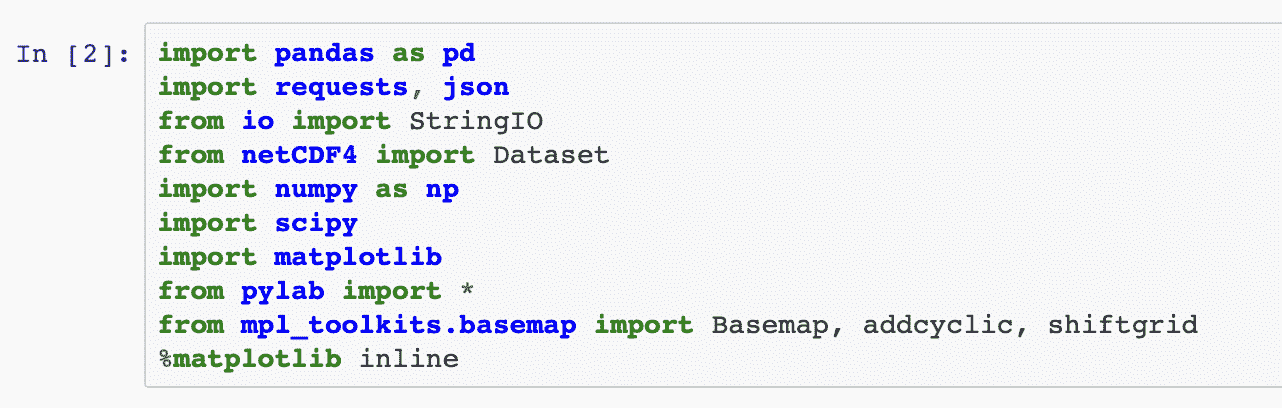 In [2]: import pandas as pd
import requests, json
from io import StringIO
from netCDF4 import Dataset
import numpy as np
import scipy
import matplotlib
from pylab import *
from mpl_toolkits.basemap import Basemap, addcyclic, shiftgrid
%matplotlib inline